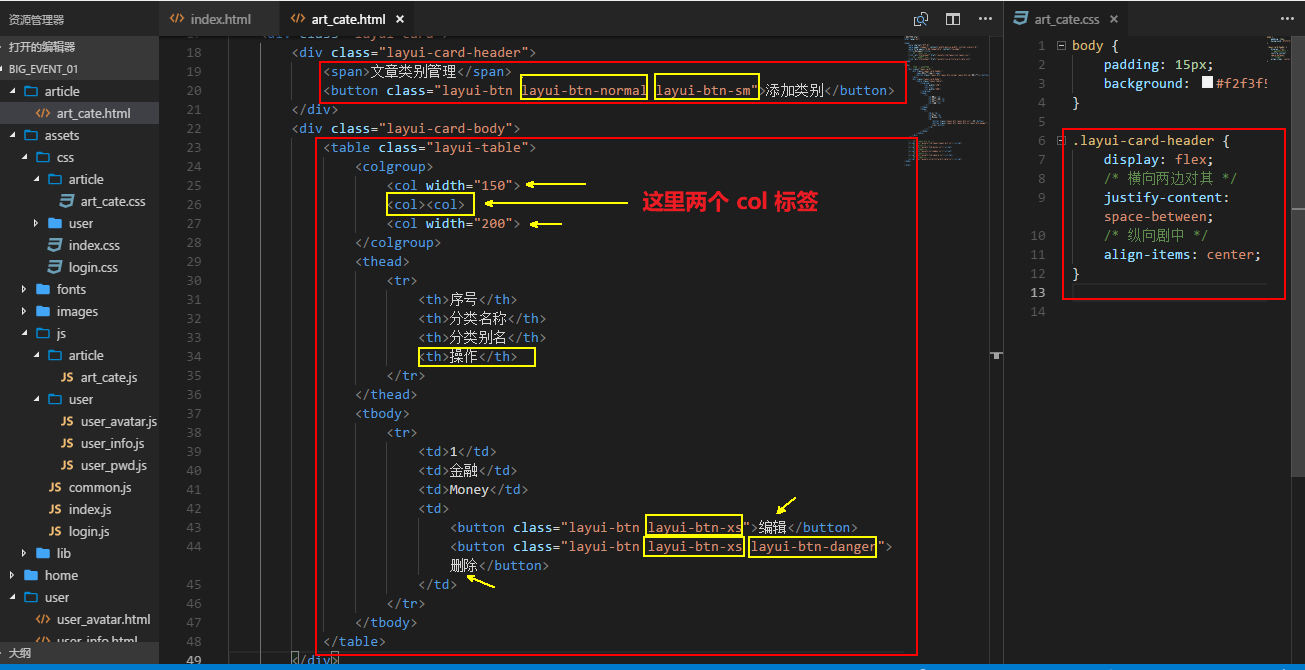 资源管理器
打开的编辑器
BIG_EVENT_01
article
art_cate.html
assets
css
article
art_cate.css
user
index.css
login.css
fonts
images
js
article
art_cate.js
user
user_avatar.js
user_info.js
user_pwd.js
common.js
index.js
login.js
lib
home
user
user_avatar.html
user_info.html
大纲
index.html
art_cate.html
18 <div class="layui-card-header">
19 <span>文章类别管理</span>
20 <button class="layui-btn layui-btn-normal layui-btn-sm">添加类别</button>
21 </div>
22 <div class="layui-card-body">
23 <table class="layui-table">
24 <colgroup>
25 <col width="150">
26 <col><col>
这里两个 col 标签
27 <col width="200">
28 </colgroup>
29 <thead>
30 <tr>
31 <th>序号</th>
32 <th>分类名称</th>
33 <th>分类别名</th>
34 <th>操作</th>
35 </tr>
36 </thead>
37 <tbody>
38 <tr>
39 <td>1</td>
40 <td>金融</td>
41 <td>Money</td>
42 <td>
43 <button class="layui-btn layui-btn-xs">编辑</button>
44 <button class="layui-btn layui-btn-xs layui-btn-danger">
删除</button>
45 </td>
46 </tr>
47 </tbody>
48 </table>
49 </div>
art_cate.css
1 body {
2 padding: 15px;
3 background: #f2f3f5
4 }
5
6 .layui-card-header {
7 display: flex;
8 /* 横向两边对其 */
9 justify-content:
space-between;
10 /* 纵向剧中 */
11 align-items: center;
12 }
13
14